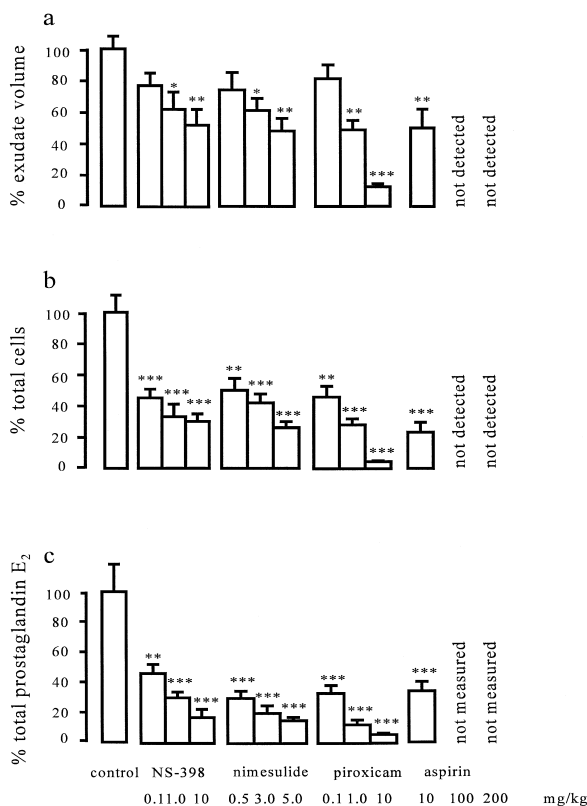 a
% exudate volume
100
80
60
40
20
0
* ** * ** ** *** **
not detected
not detected
b
% total cells
100
80
60
40
20
0
*** *** *** ** *** *** ** *** *** ***
not detected
not detected
c
% total prostaglandin E2
100
80
60
40
20
0
** *** *** *** *** *** *** *** *** ***
not measured
not measured
control NS-398 nimesulide piroxicam aspirin
0.1 1.0 10 0.5 3.0 5.0 0.1 1.0 10 10 100 200 mg/kg